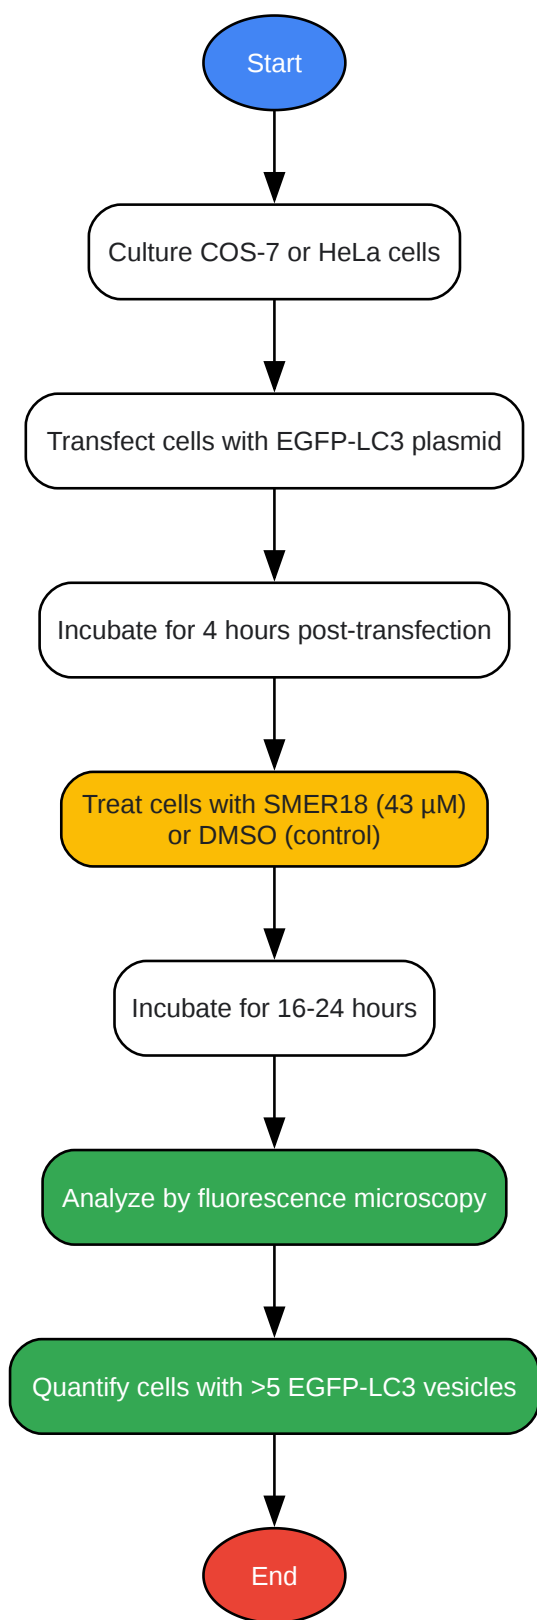 Start
Culture COS-7 or HeLa cells
Transfect cells with EGFP-LC3 plasmid
Incubate for 4 hours post-transfection
Treat cells with SMER18 (43 µM)
or DMSO (control)
Incubate for 16-24 hours
Analyze by fluorescence microscopy
Quantify cells with >5 EGFP-LC3 vesicles
End